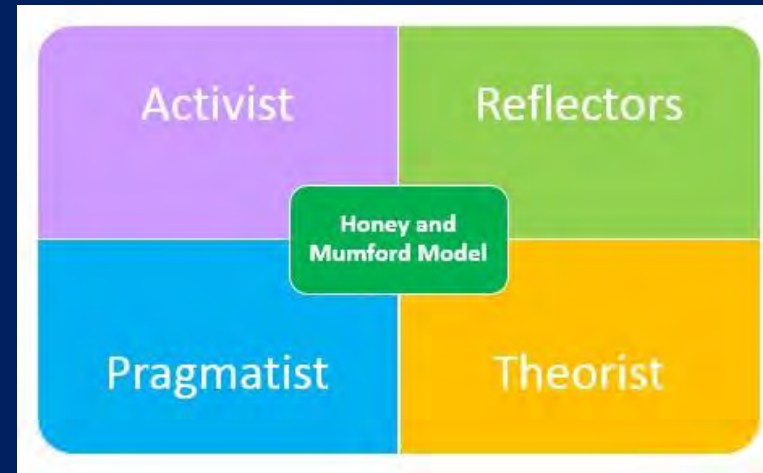 Activist
Reflectors
Honey and
Mumford Model
Pragmatist
Theorist